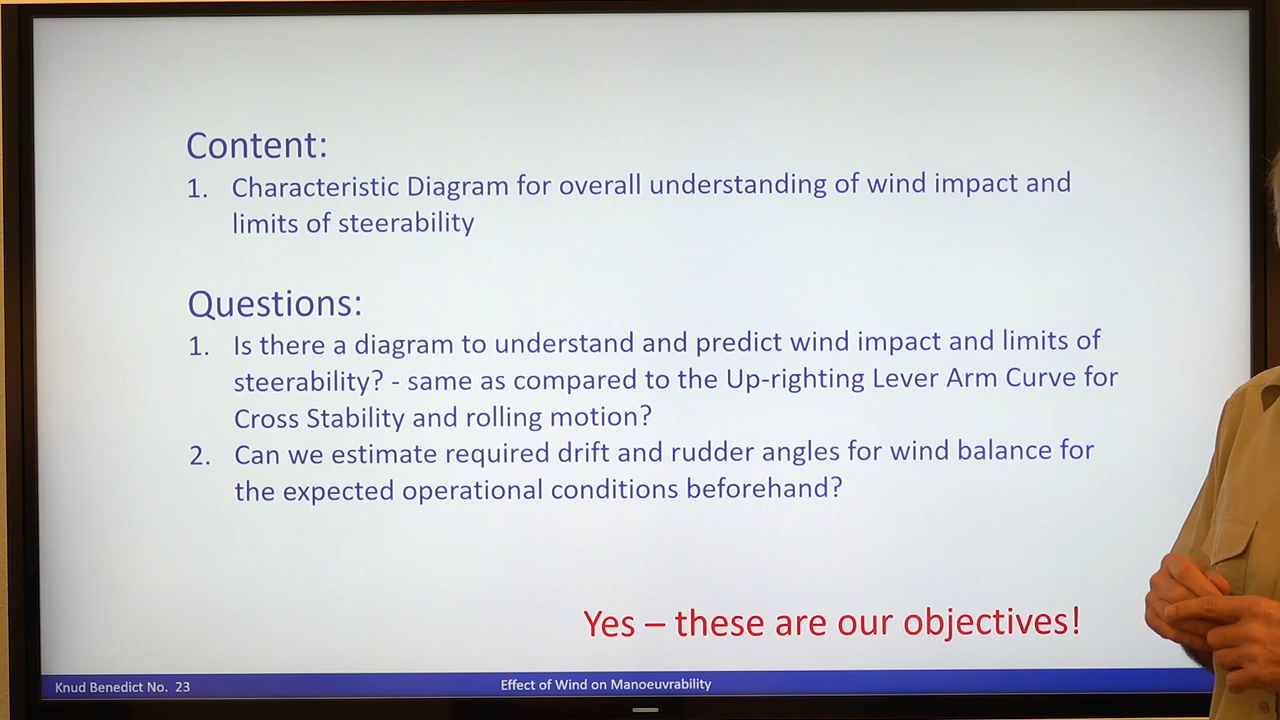 Content:
1. Characteristic Diagram for overall understanding of wind impact and
limits of steerability
Questions:
1. Is there a diagram to understand and predict wind impact and limits of
steerability? - same as compared to the Up-righting Lever Arm Curve for
Cross Stability and rolling motion?
2. Can we estimate required drift and rudder angles for wind balance for
the expected operational conditions beforehand?
Yes – these are our objectives!
Knud Benedict No. 23
Effect of Wind on Manoeuvrability